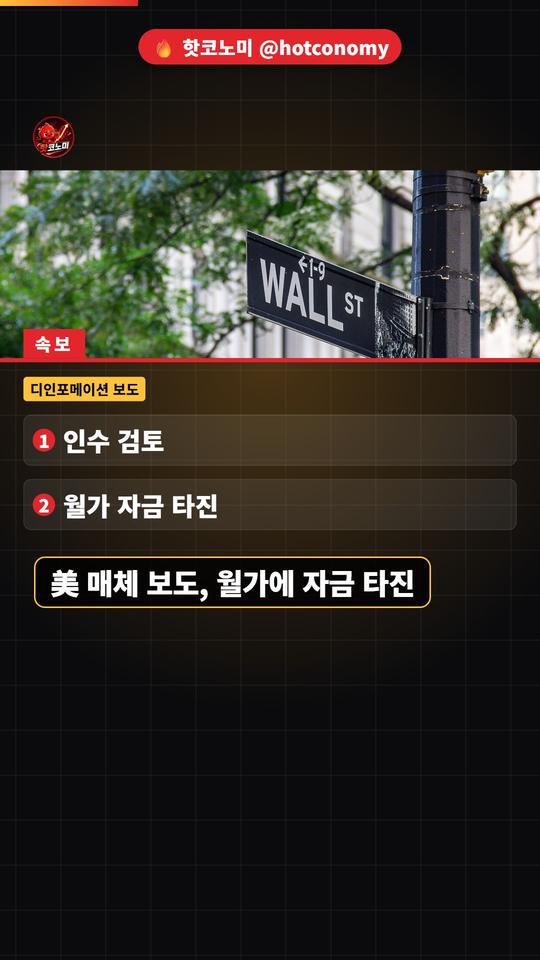 핫코노미 @hotconomy
핫코노미
←1-9
WALL ST
속보
디인포메이션 보도
1 인수 검토
2 월가 자금 타진
美 매체 보도, 월가에 자금 타진